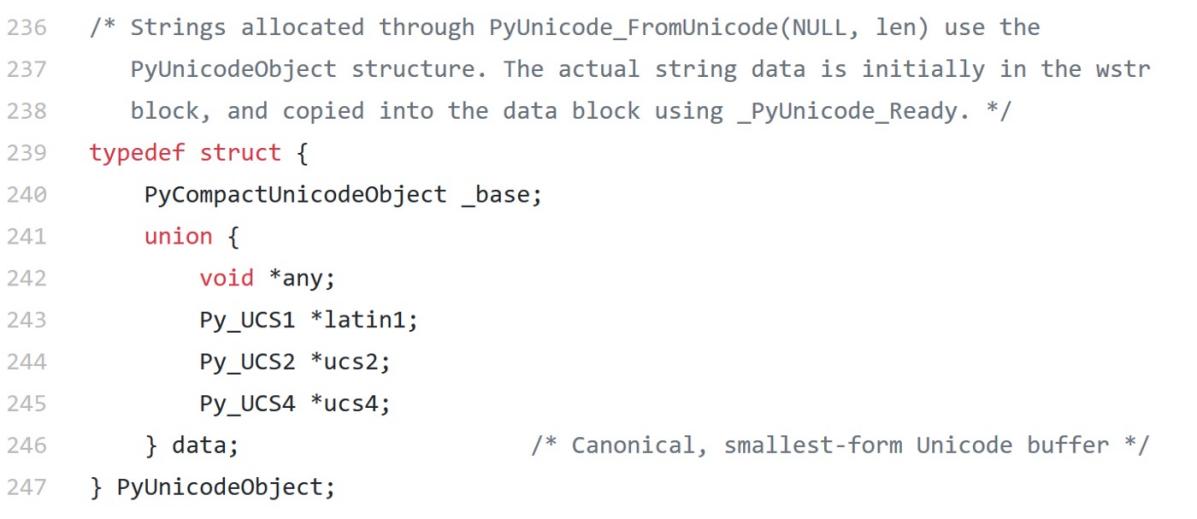 236 /* Strings allocated through PyUnicode_FromUnicode(NULL, len) use the
237    PyUnicodeObject structure. The actual string data is initially in the wstr
238    block, and copied into the data block using _PyUnicode_Ready. */
239 typedef struct {
240     PyCompactUnicodeObject _base;
241     union {
242         void *any;
243         Py_UCS1 *latin1;
244         Py_UCS2 *ucs2;
245         Py_UCS4 *ucs4;
246     } data;                     /* Canonical, smallest-form Unicode buffer */
247 } PyUnicodeObject;